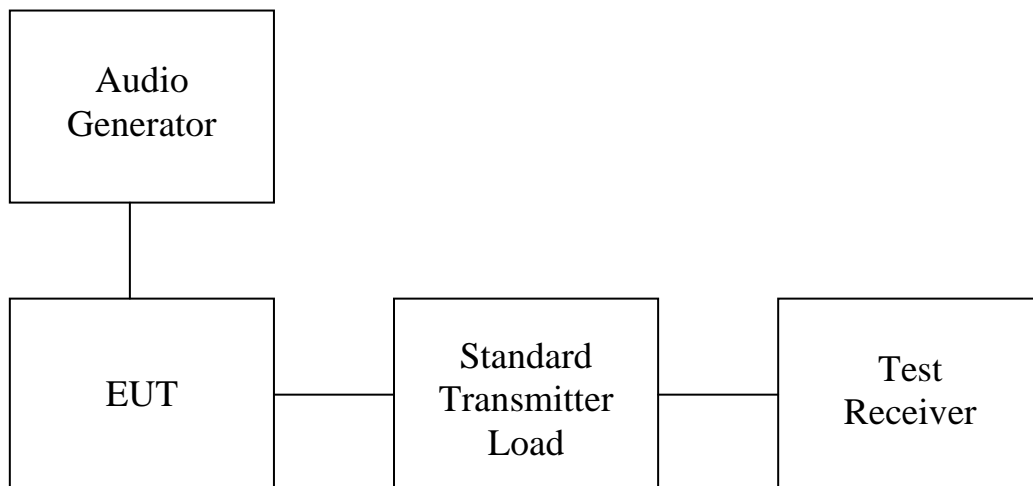 Audio
Generator
EUT
Standard
Transmitter
Load
Test
Receiver